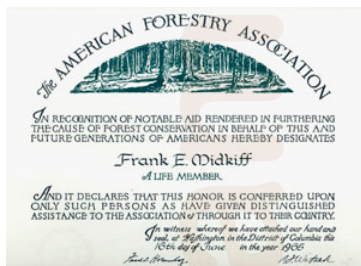 The AMERICAN FORESTRY ASSOCIATION
IN RECOGNITION OF NOTABLE AID RENDERED IN FURTHERING
THE CAUSE OF FOREST CONSERVATION IN BEHALF OF THIS AND
FUTURE GENERATIONS OF AMERICANS HEREBY DESIGNATES
Frank E. Midkiff
A LIFE MEMBER
AND IT DECLARES THAT THIS HONOR IS CONFERRED UPON
ONLY SUCH PERSONS AS HAVE GIVEN DISTINGUISHED
ASSISTANCE TO THE ASSOCIATION & THROUGH IT TO THEIR COUNTRY.
In witness whereof we have attached our hand and
seal, at Washington in the District of Columbia this
16th day of June in the year 1966